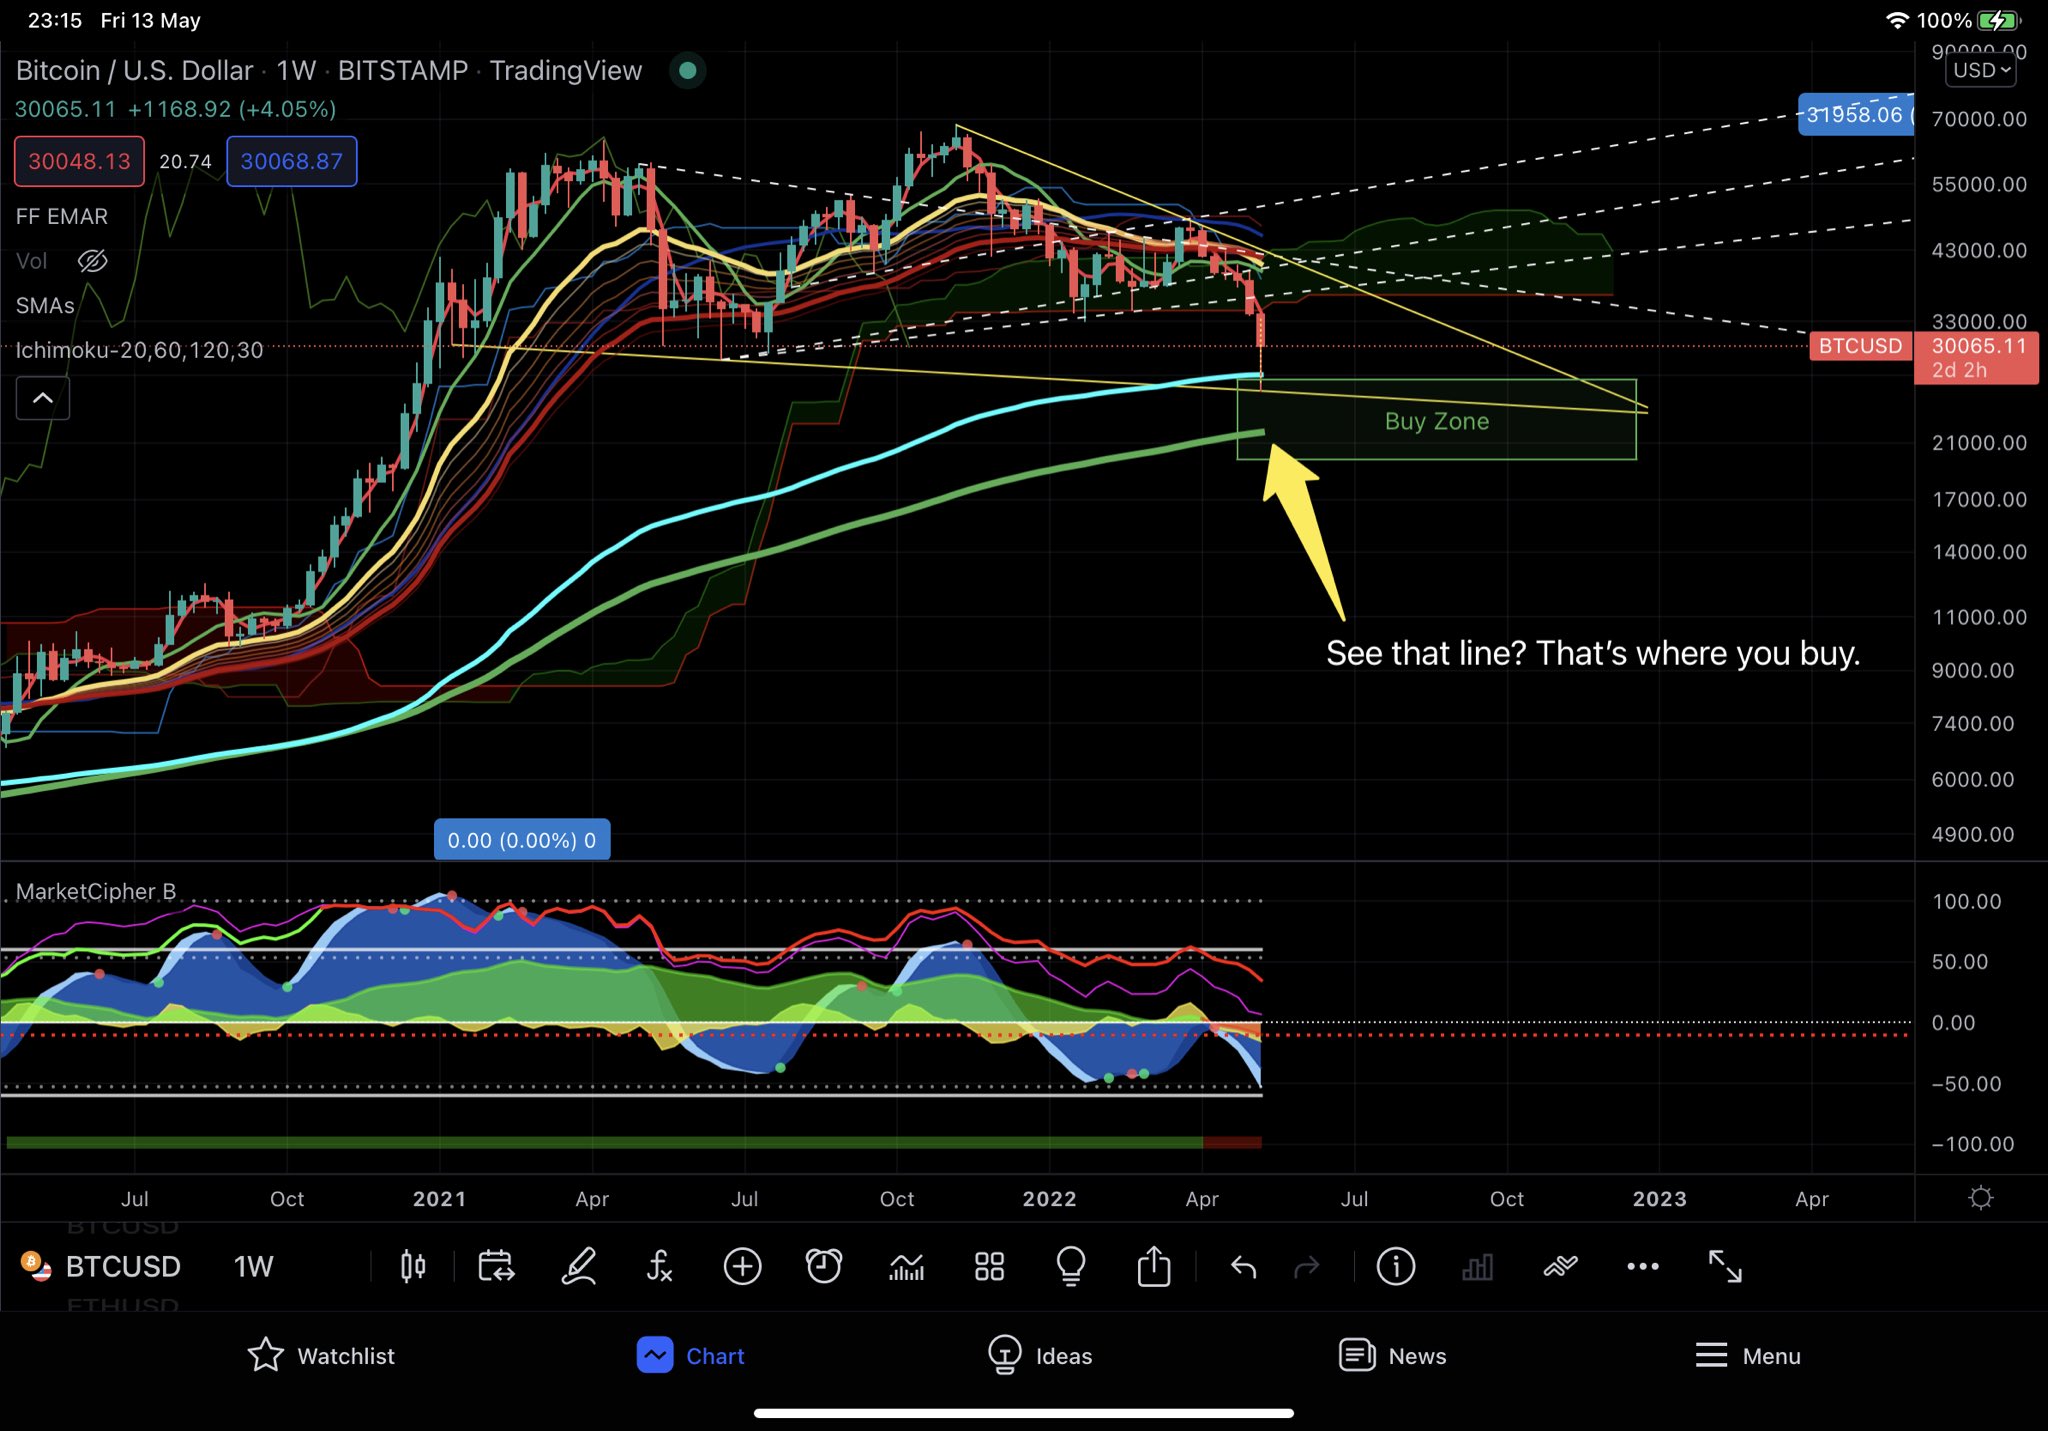 23:15 Fri 13 May
100%
Bitcoin / U.S. Dollar · 1W · BITSTAMP · TradingView
30065.11 +1168.92 (+4.05%)
30048.13 20.74 30068.87
FF EMAR
Vol
SMAs
Ichimoku-20,60,120,30
90000.00
USD
31958.06 (
70000.00
55000.00
43000.00
33000.00
BTCUSD 30065.11
2d 2h
Buy Zone
21000.00
17000.00
14000.00
11000.00
See that line? That's where you buy.
9000.00
7400.00
6000.00
4900.00
0.00 (0.00%) 0
MarketCipher B
100.00
50.00
0.00
−50.00
−100.00
Jul Oct 2021 Apr Jul Oct 2022 Apr Jul Oct 2023 Apr
BTCUSD
BTCUSD 1W
ETHUSD
Watchlist Chart Ideas News Menu